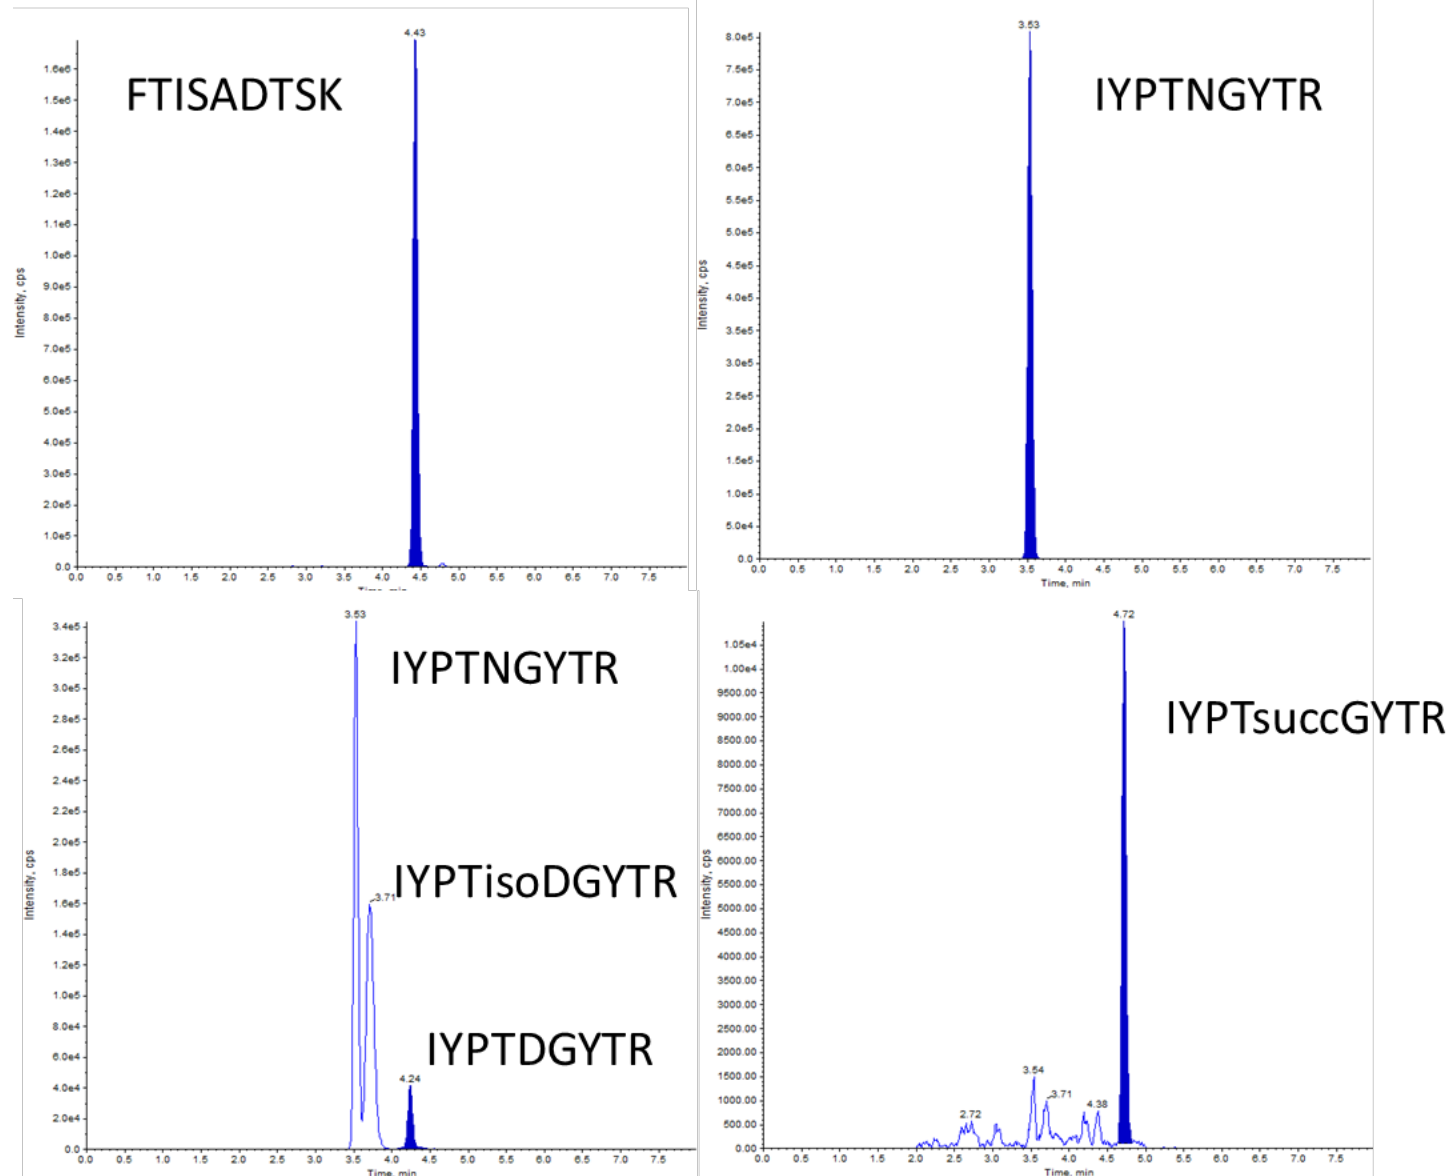 4.43
FTISADTSK
1.6e6
1.5e6
1.4e6
1.3e6
1.2e6
1.1e6
1.0e6
9.0e5
8.0e5
7.0e5
6.0e5
5.0e5
4.0e5
3.0e5
2.0e5
1.0e5
0.0
Intensity, cps
0.0 0.5 1.0 1.5 2.0 2.5 3.0 3.5 4.0 4.5 5.0 5.5 6.0 6.5 7.0 7.5
Time, min
3.53
IYPTNGYTR
8.0e5
7.5e5
7.0e5
6.5e5
6.0e5
5.5e5
5.0e5
4.5e5
4.0e5
3.5e5
3.0e5
2.5e5
2.0e5
1.5e5
1.0e5
5.0e4
0.0
Intensity, cps
0.0 0.5 1.0 1.5 2.0 2.5 3.0 3.5 4.0 4.5 5.0 5.5 6.0 6.5 7.0 7.5
Time, min
3.53
IYPTNGYTR
3.71
IYPTisoDGYTR
4.24
IYPTDGYTR
3.4e5
3.2e5
3.0e5
2.8e5
2.6e5
2.4e5
2.2e5
2.0e5
1.8e5
1.6e5
1.4e5
1.2e5
1.0e5
8.0e4
6.0e4
4.0e4
2.0e4
0.0
Intensity, cps
0.0 0.5 1.0 1.5 2.0 2.5 3.0 3.5 4.0 4.5 5.0 5.5 6.0 6.5 7.0 7.5
Time, min
4.72
IYPTsuccGYTR
1.05e4
1.00e4
9500.00
9000.00
8500.00
8000.00
7500.00
7000.00
6500.00
6000.00
5500.00
5000.00
4500.00
4000.00
3500.00
3000.00
2500.00
2000.00
1500.00
1000.00
500.00
0.00
Intensity, cps
2.72
3.54
3.71
4.38
0.0 0.5 1.0 1.5 2.0 2.5 3.0 3.5 4.0 4.5 5.0 5.5 6.0 6.5 7.0 7.5
Time, min